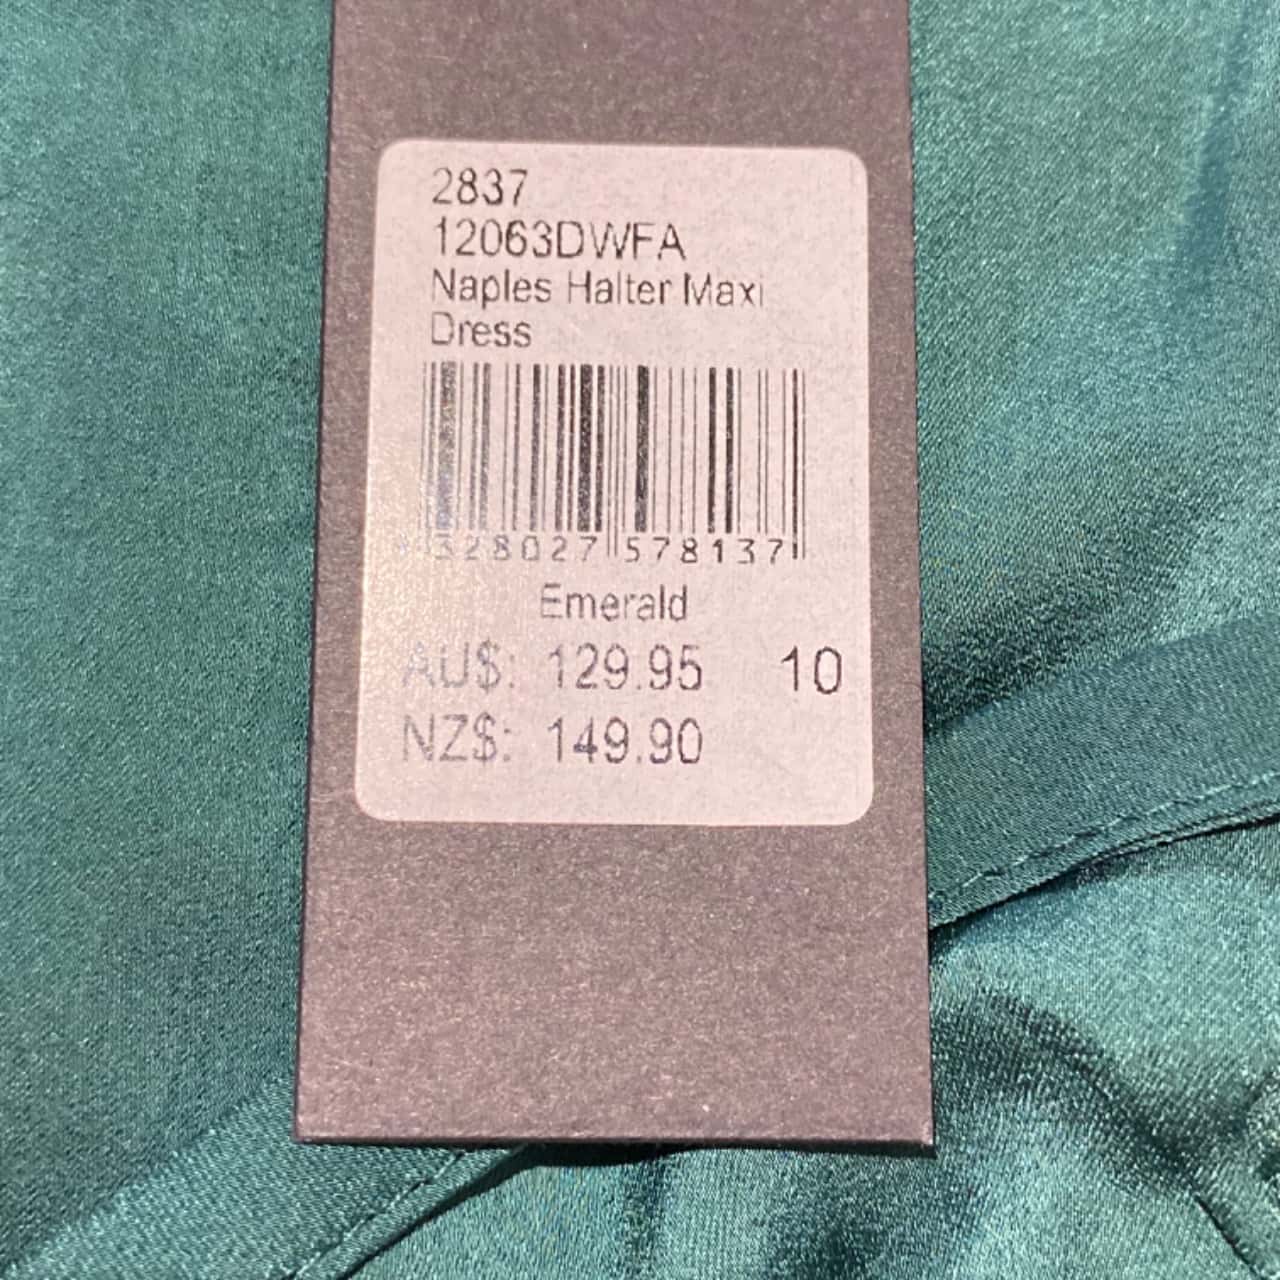 2837
12063DWFA
Naples Halter Maxi
Dress
328027 578137
Emerald
AU$: 129.95 10
NZ$: 149.90